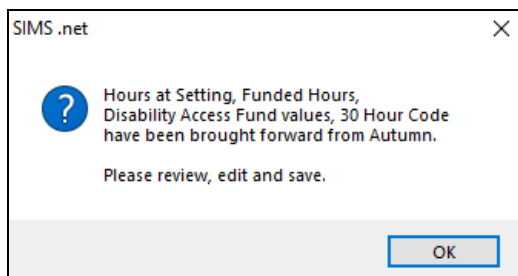 SIMS .net
Hours at Setting, Funded Hours,
Disability Access Fund values, 30 Hour Code
have been brought forward from Autumn.
Please review, edit and save.
OK